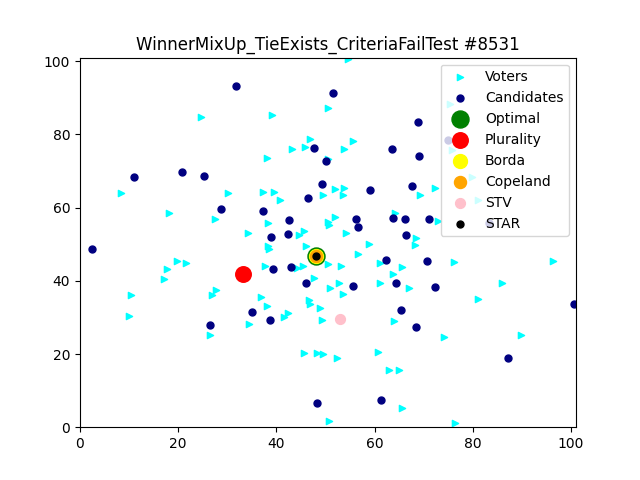 WinnerMixUp_TieExists_CriteriaFailTest #8531
Voters
Candidates
Optimal
Plurality
Borda
Copeland
STV
STAR
100
80
60
40
20
0
0 20 40 60 80 100